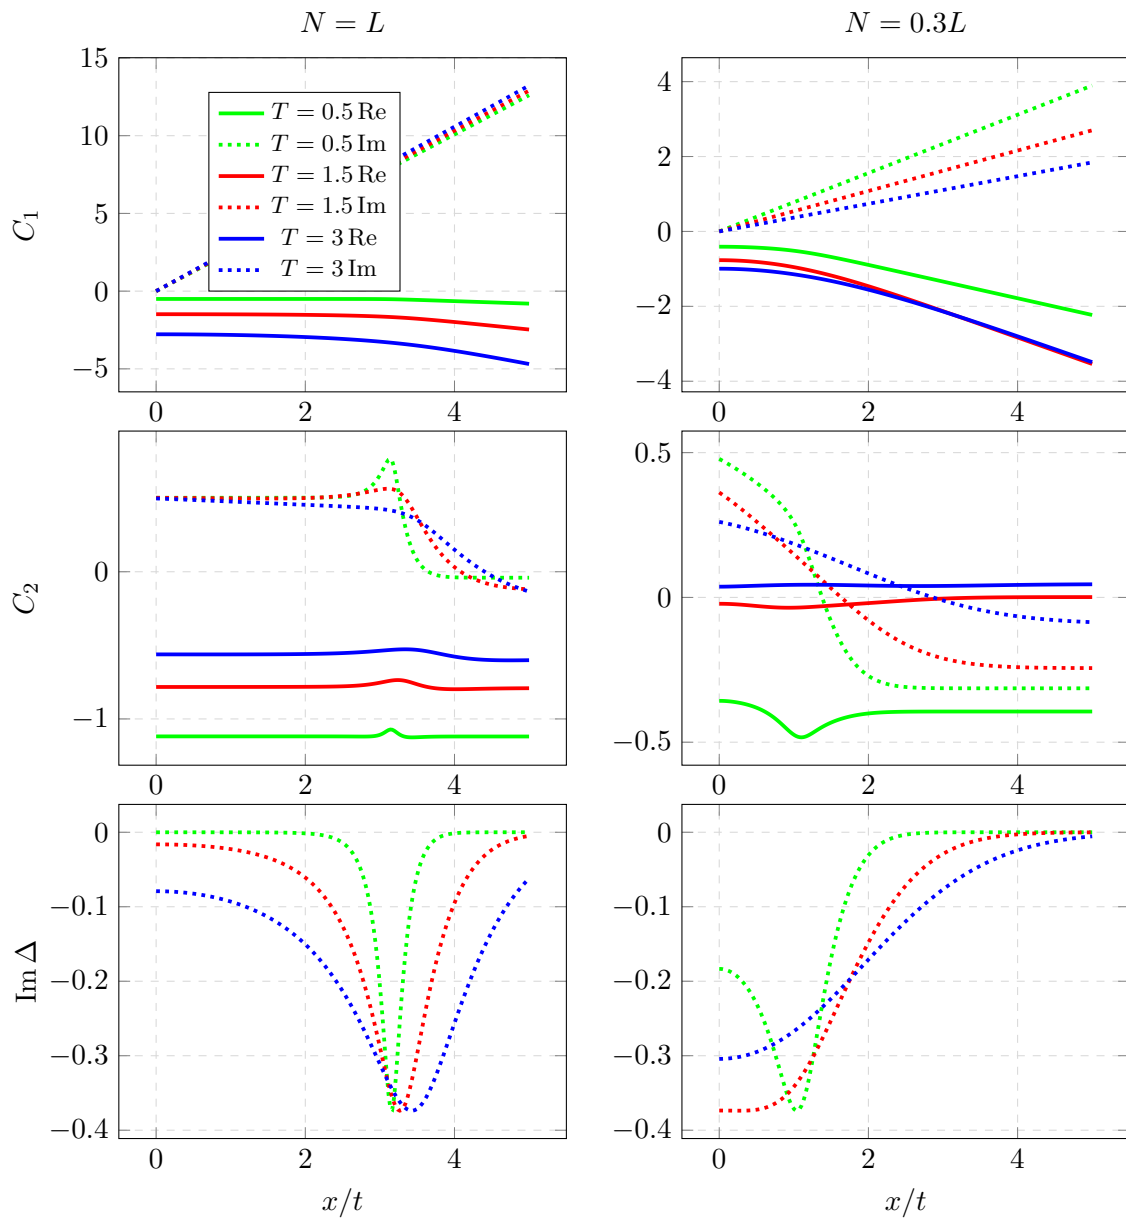 N = L
N = 0.3L
15
10
5
0
−5
C₁
T = 0.5 Re
T = 0.5 Im
T = 1.5 Re
T = 1.5 Im
T = 3 Re
T = 3 Im
0 2 4
4
2
0
−2
−4
0 2 4
0
−1
C₂
0 2 4
0.5
0
−0.5
0 2 4
0
−0.1
−0.2
−0.3
−0.4
Im Δ
0 2 4
x/t
0
−0.1
−0.2
−0.3
−0.4
0 2 4
x/t